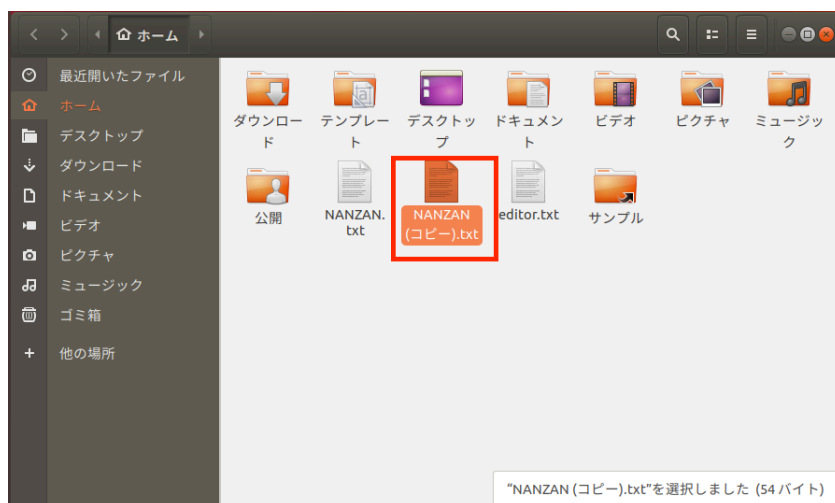 ホーム
最近開いたファイル
ホーム
デスクトップ
ダウンロード
ドキュメント
ビデオ
ピクチャ
ミュージック
ゴミ箱
他の場所
ダウンロー
ド
テンプレー
ト
デスクトッ
プ
ドキュメン
ト
ビデオ
ピクチャ
ミュージッ
ク
公開
NANZAN.
txt
NANZAN
(コピー).txt
editor.txt
サンプル
“NANZAN (コピー).txt”を選択しました (54 バイト)